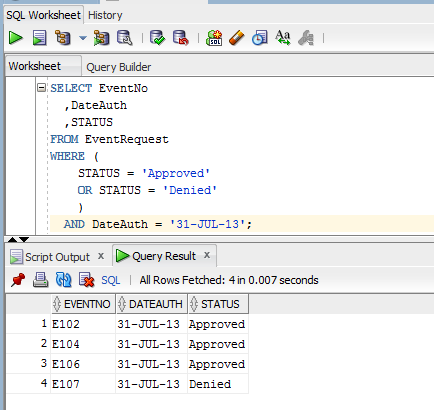 SQL Worksheet History
Worksheet Query Builder
SELECT EventNo
,DateAuth
,STATUS
FROM EventRequest
WHERE (
STATUS = 'Approved'
OR STATUS = 'Denied'
)
AND DateAuth = '31-JUL-13';
Script Output x Query Result x
SQL | All Rows Fetched: 4 in 0.007 seconds
EVENTNO DATEAUTH STATUS
1 E102 31-JUL-13 Approved
2 E104 31-JUL-13 Approved
3 E106 31-JUL-13 Approved
4 E107 31-JUL-13 Denied